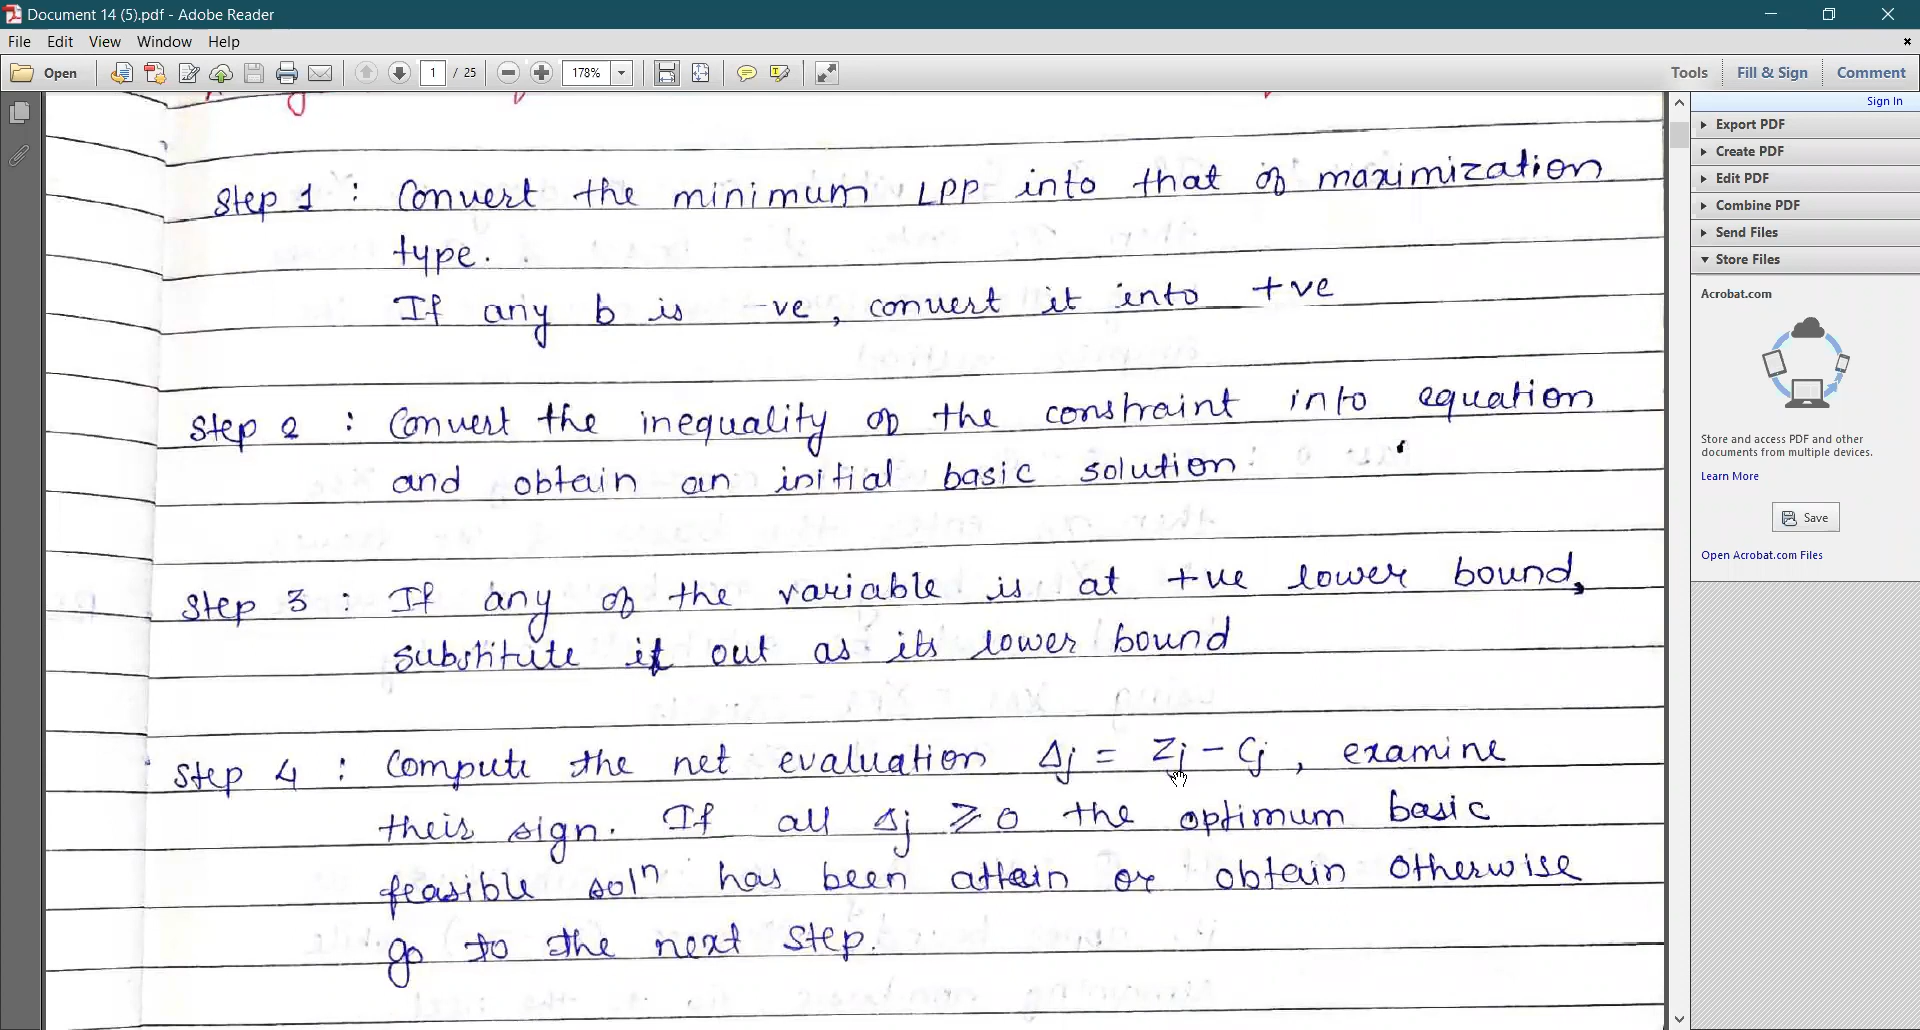 Document 14 (5).pdf - Adobe Reader
File Edit View Window Help
Open 1 / 25 178% Tools Fill & Sign Comment
Sign In
Export PDF
Create PDF
Edit PDF
Combine PDF
Send Files
Store Files
Acrobat.com
Store and access PDF and other
documents from multiple devices.
Learn More
Save
Open Acrobat.com Files
Step 1 : Convert the minimum LPP into that of maximization
type.
If any b is -ve, convert it into +ve
Step 2 : Convert the inequality of the constraint into equation
and obtain an initial basic solution
Step 3 : If any of the variable is at +ve lower bound,
substitute it out as its lower bound
Step 4 : Compute the net evaluation Δj = Zj - Cj, examine
their sign. If all Δj ≥ 0 the optimum basic
feasible solⁿ has been attain or obtain otherwise
go to the next step.